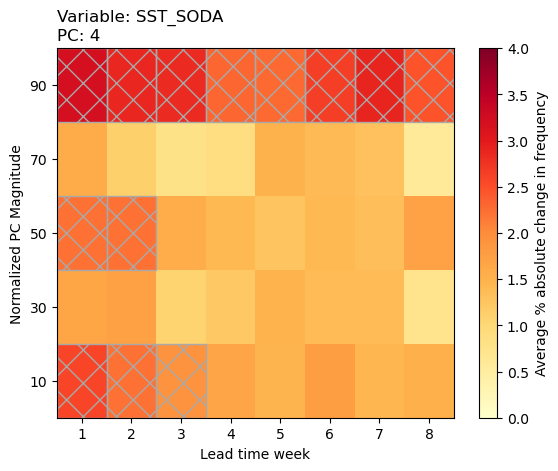 Variable: SST_SODA
PC: 4
Normalized PC Magnitude
90
70
50
30
10
1 2 3 4 5 6 7 8
Lead time week
4.0
3.5
3.0
2.5
2.0
1.5
1.0
0.5
0.0
Average % absolute change in frequency